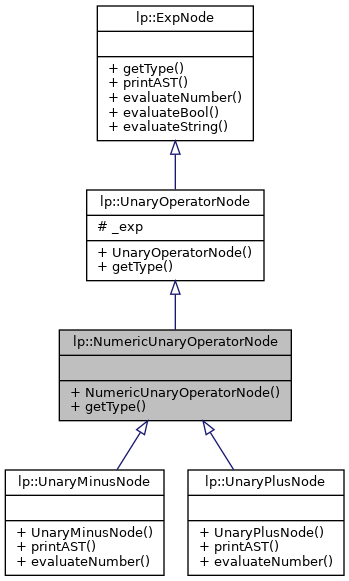 lp::ExpNode
+ getType()
+ printAST()
+ evaluateNumber()
+ evaluateBool()
+ evaluateString()
lp::UnaryOperatorNode
# _exp
+ UnaryOperatorNode()
+ getType()
lp::NumericUnaryOperatorNode
+ NumericUnaryOperatorNode()
+ getType()
lp::UnaryMinusNode
+ UnaryMinusNode()
+ printAST()
+ evaluateNumber()
lp::UnaryPlusNode
+ UnaryPlusNode()
+ printAST()
+ evaluateNumber()